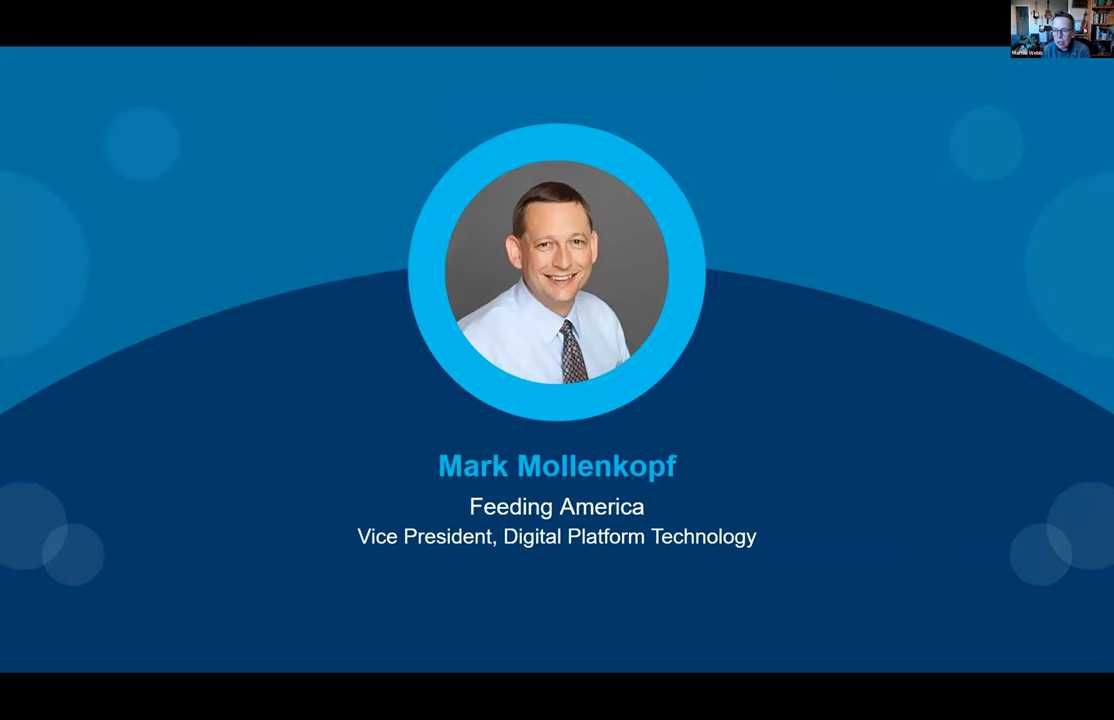 Mark Mollenkopf
Feeding America
Vice President, Digital Platform Technology